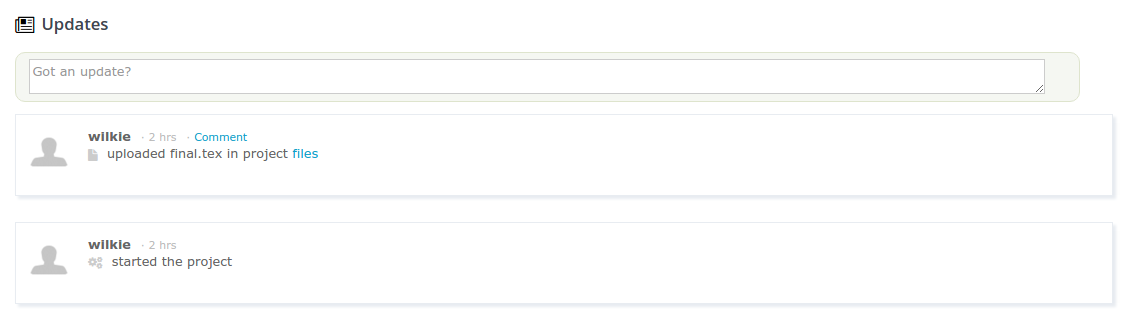 Updates
Got an update?
wilkie · 2 hrs · Comment
uploaded final.tex in project files
wilkie · 2 hrs
started the project